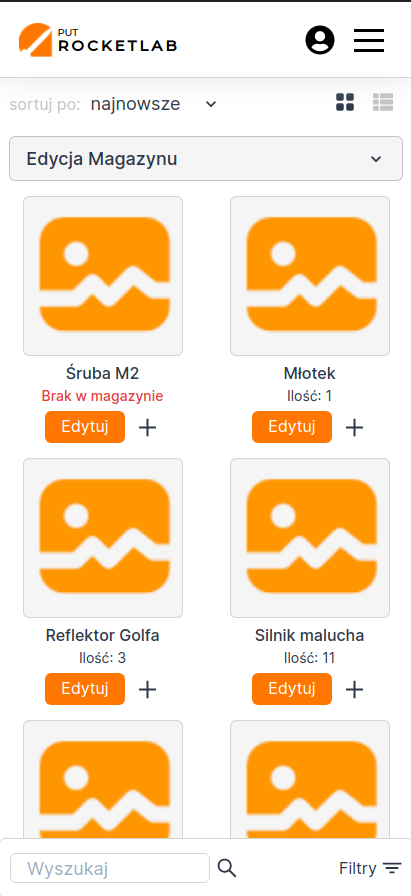 PUT
ROCKETLAB
sortuj po: najnowsze
Edycja Magazynu
Śruba M2
Brak w magazynie
Edytuj
Młotek
Ilość: 1
Edytuj
Reflektor Golfa
Ilość: 3
Edytuj
Silnik malucha
Ilość: 11
Edytuj
Wyszukaj
Filtry